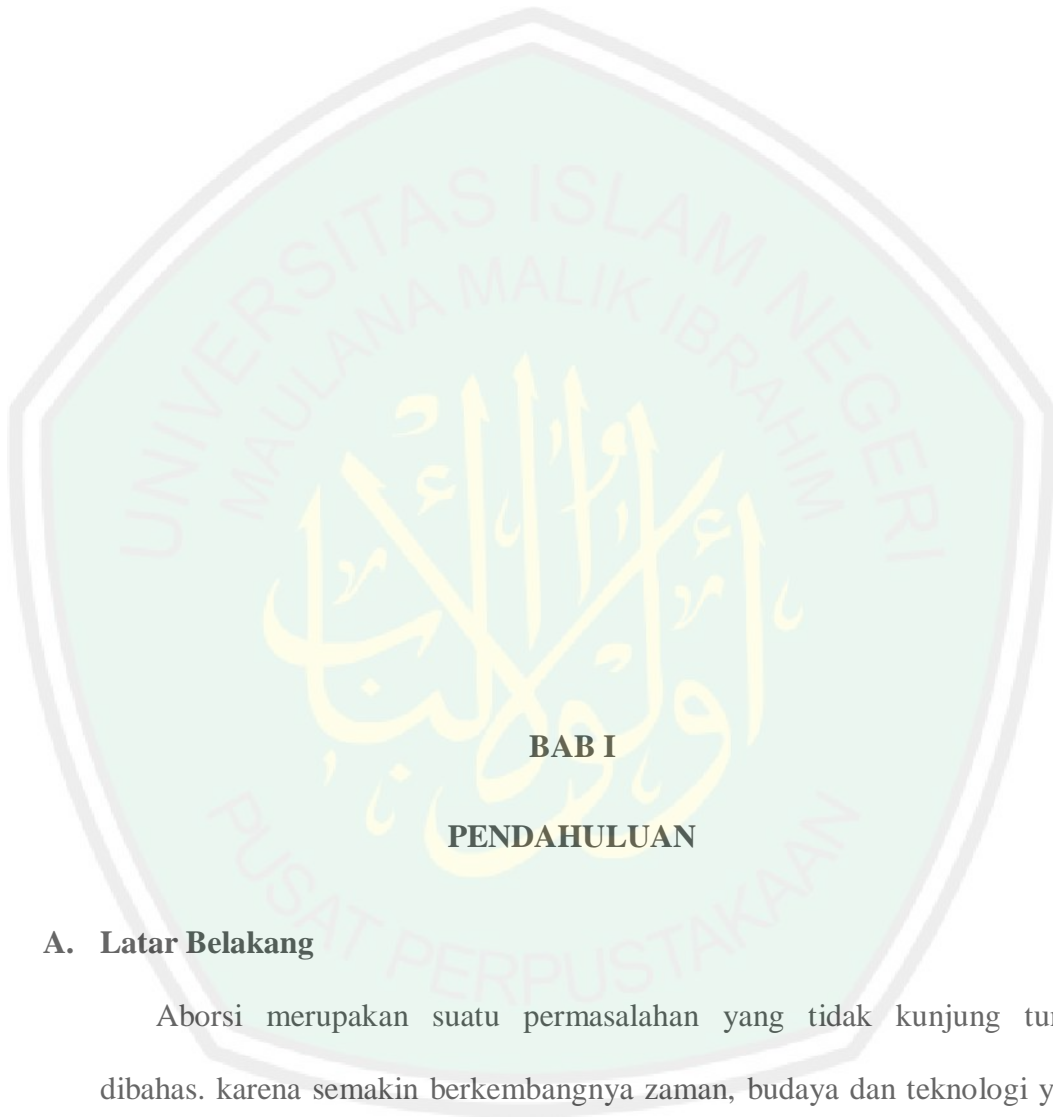 UNIVERSITAS ISLAM NEGERI
MAULANA MALIK IBRAHIM
BAB I
PENDAHULUAN
A. Latar Belakang
Aborsi merupakan suatu permasalahan yang tidak kunjung
dibahas. karena semakin berkembangnya zaman, budaya dan teknologi
PUSAT PERPUSTAKAAN